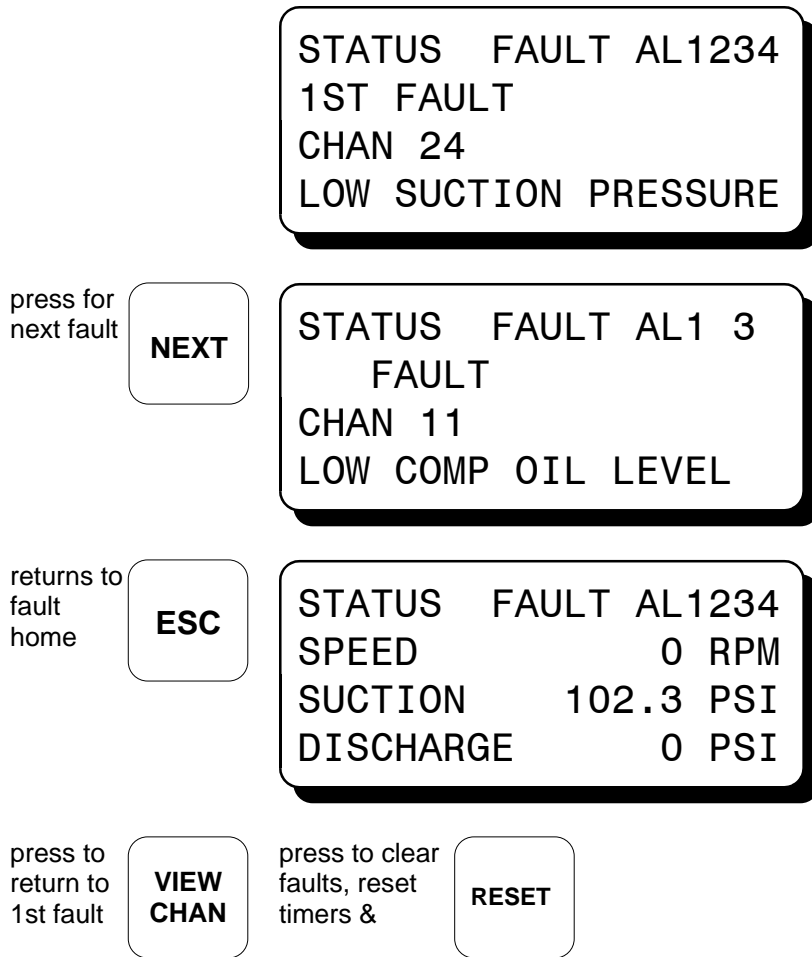 STATUS  FAULT AL1234
1ST FAULT
CHAN 24
LOW SUCTION PRESSURE
press for
next fault
NEXT
STATUS  FAULT AL1 3
FAULT
CHAN 11
LOW COMP OIL LEVEL
returns to
fault
home
ESC
STATUS  FAULT AL1234
SPEED 0 RPM
SUCTION 102.3 PSI
DISCHARGE 0 PSI
press to
return to
1st fault
VIEW
CHAN
press to clear
faults, reset
timers &
RESET